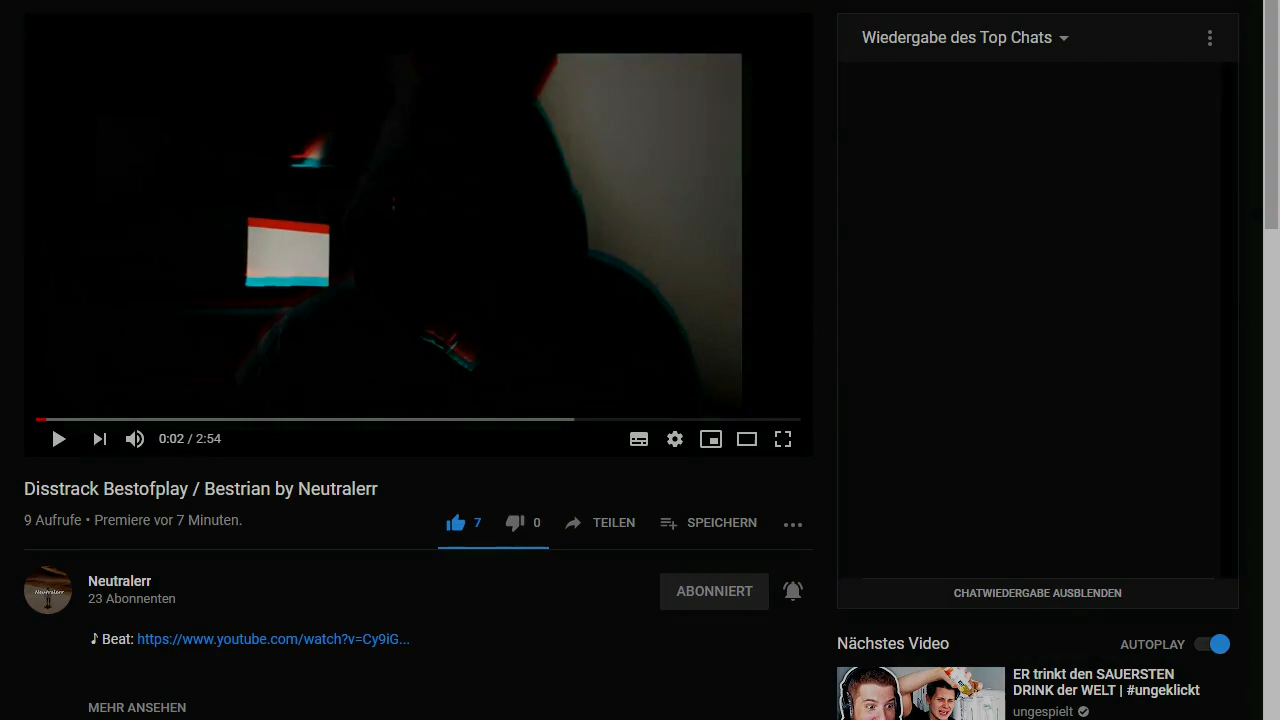 Wiedergabe des Top Chats
0:02 / 2:54
Disstrack Bestofplay / Bestrian by Neutralerr
9 Aufrufe • Premiere vor 7 Minuten.
7
0
TEILEN
SPEICHERN
Neutralerr
Neutralerr
23 Abonnenten
ABONNIERT
♪ Beat: https://www.youtube.com/watch?v=Cy9iG...
MEHR ANSEHEN
CHATWIEDERGABE AUSBLENDEN
Nächstes Video
AUTOPLAY
ER trinkt den SAUERSTEN
DRINK der WELT | #ungeklickt
ungespielt